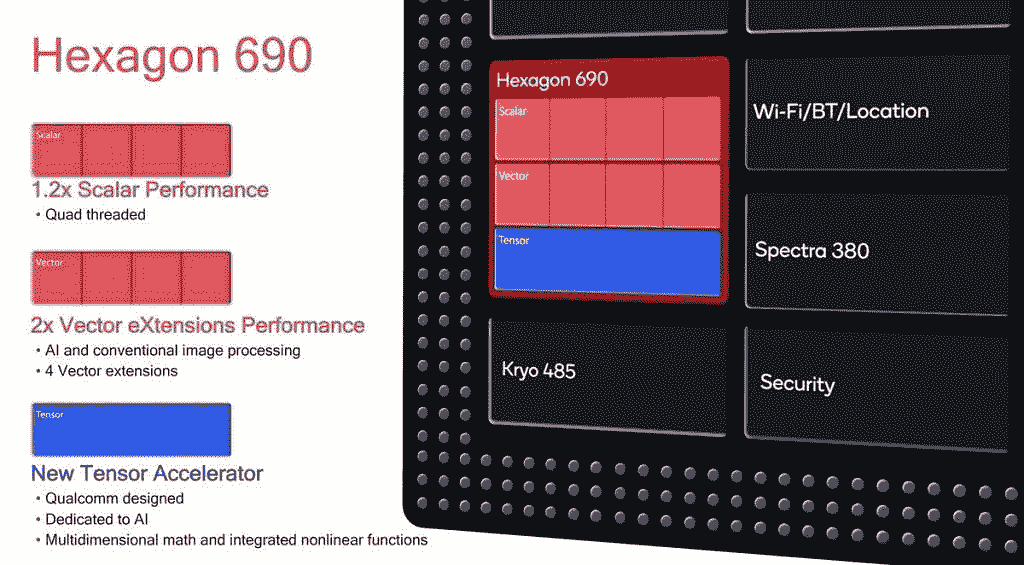 Hexagon 690
Scalar
1.2x Scalar Performance
• Quad threaded
Vector
2x Vector eXtensions Performance
• AI and conventional image processing
• 4 Vector extensions
Tensor
New Tensor Accelerator
• Qualcomm designed
• Dedicated to AI
• Multidimensional math and integrated nonlinear functions
Hexagon 690
Scalar
Vector
Tensor
Wi-Fi/BT/Location
Spectra 380
Kryo 485
Security